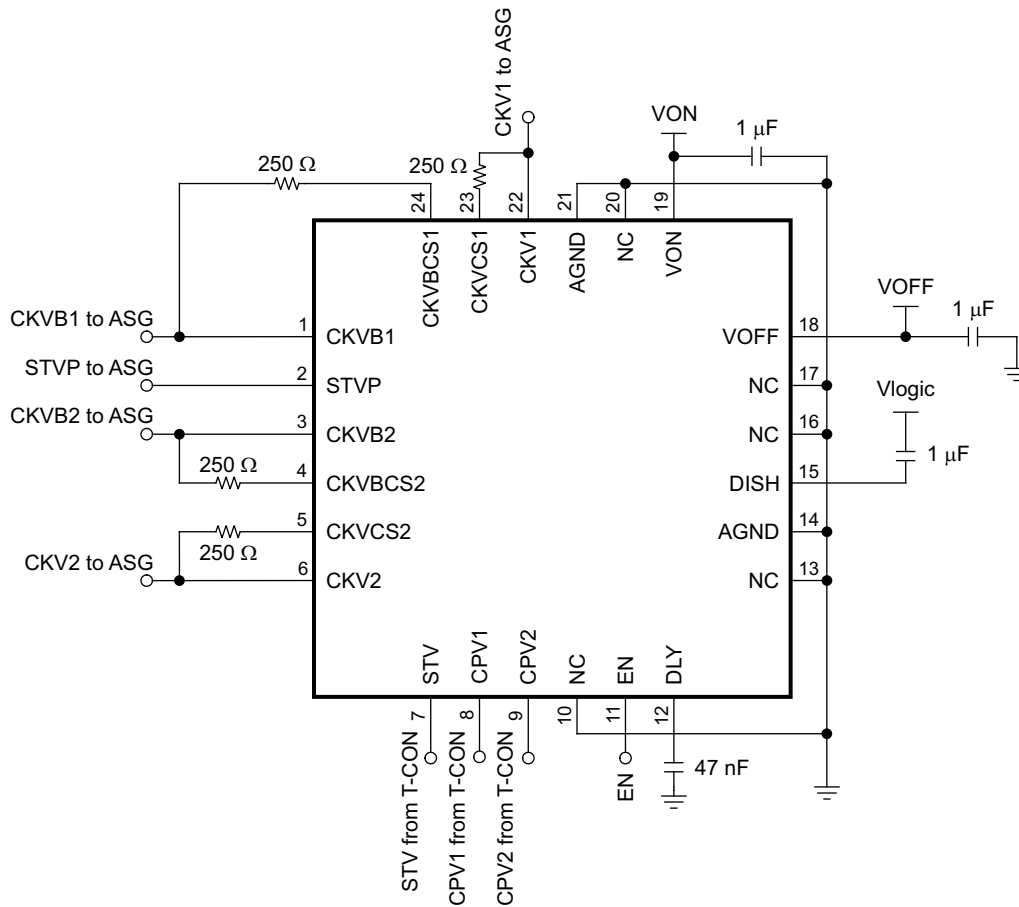 CKV1 to ASG
VON
1 μF
250 Ω
250 Ω
24
23
22
21
20
19
CKVBCS1
CKVCS1
CKV1
AGND
NC
VON
CKVB1 to ASG
1
CKVB1
STVP to ASG
2
STVP
CKVB2 to ASG
3
CKVB2
250 Ω
4
CKVBCS2
5
CKVCS2
250 Ω
CKV2 to ASG
6
CKV2
VOFF
1 μF
VOFF
18
NC
17
Vlogic
NC
16
1 μF
DISH
15
AGND
14
NC
13
STV
CPV1
CPV2
NC
EN
DLY
7
8
9
10
11
12
STV from T-CON
CPV1 from T-CON
CPV2 from T-CON
EN
47 nF